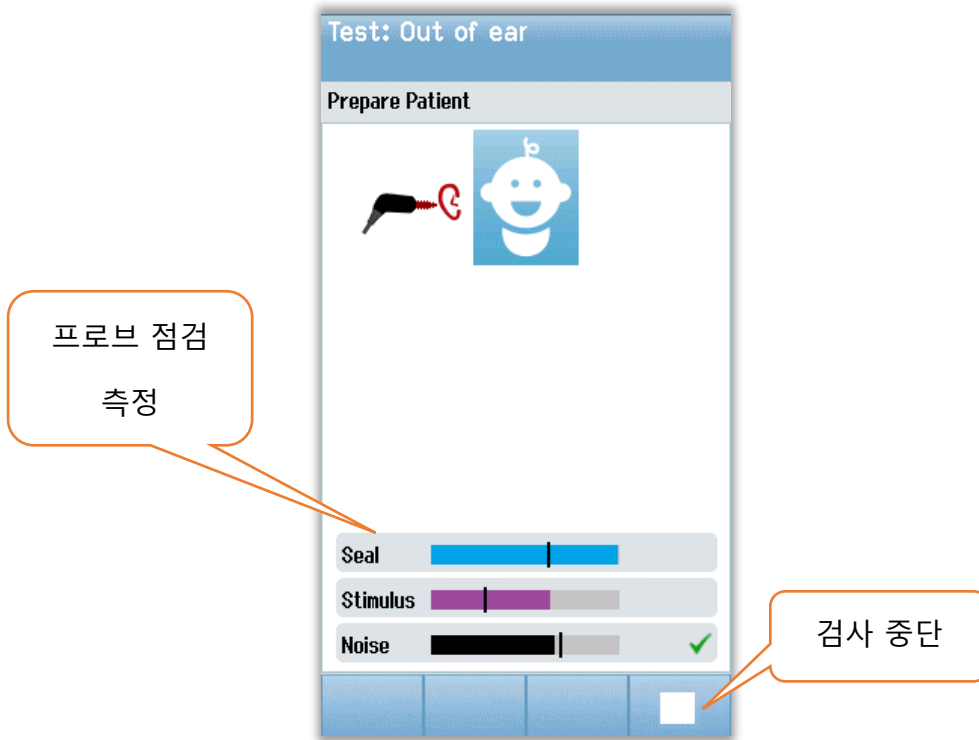 Test: Out of ear
Prepare Patient
프로브 점검
측정
Seal
Stimulus
Noise
검사 중단